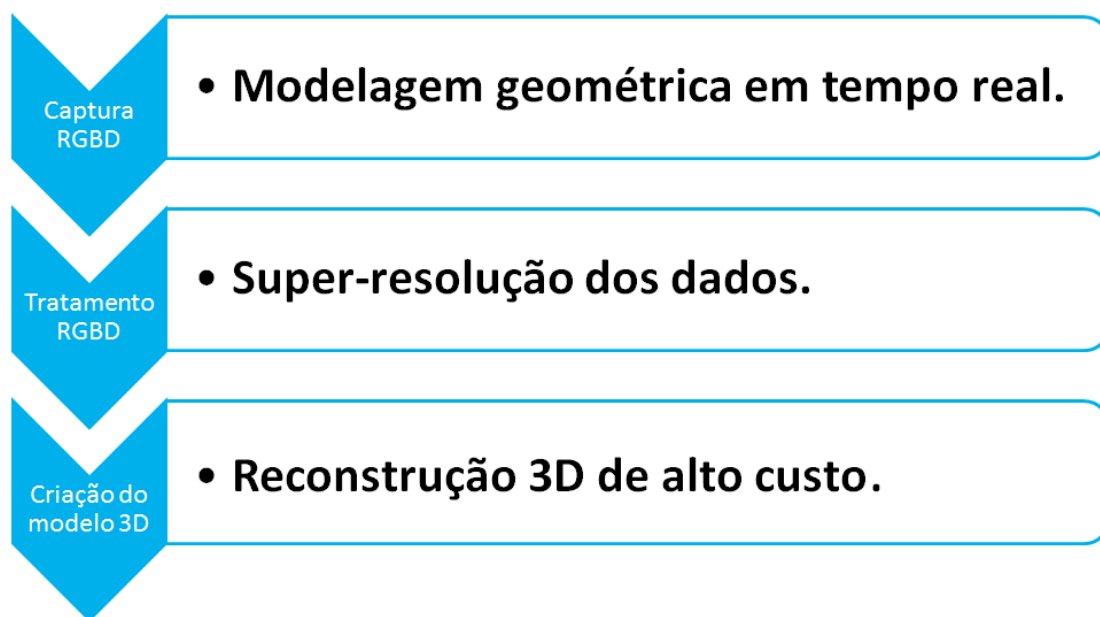 Captura
RGBD
• Modelagem geométrica em tempo real.
Tratamento
RGBD
• Super-resolução dos dados.
Criação do
modelo 3D
• Reconstrução 3D de alto custo.